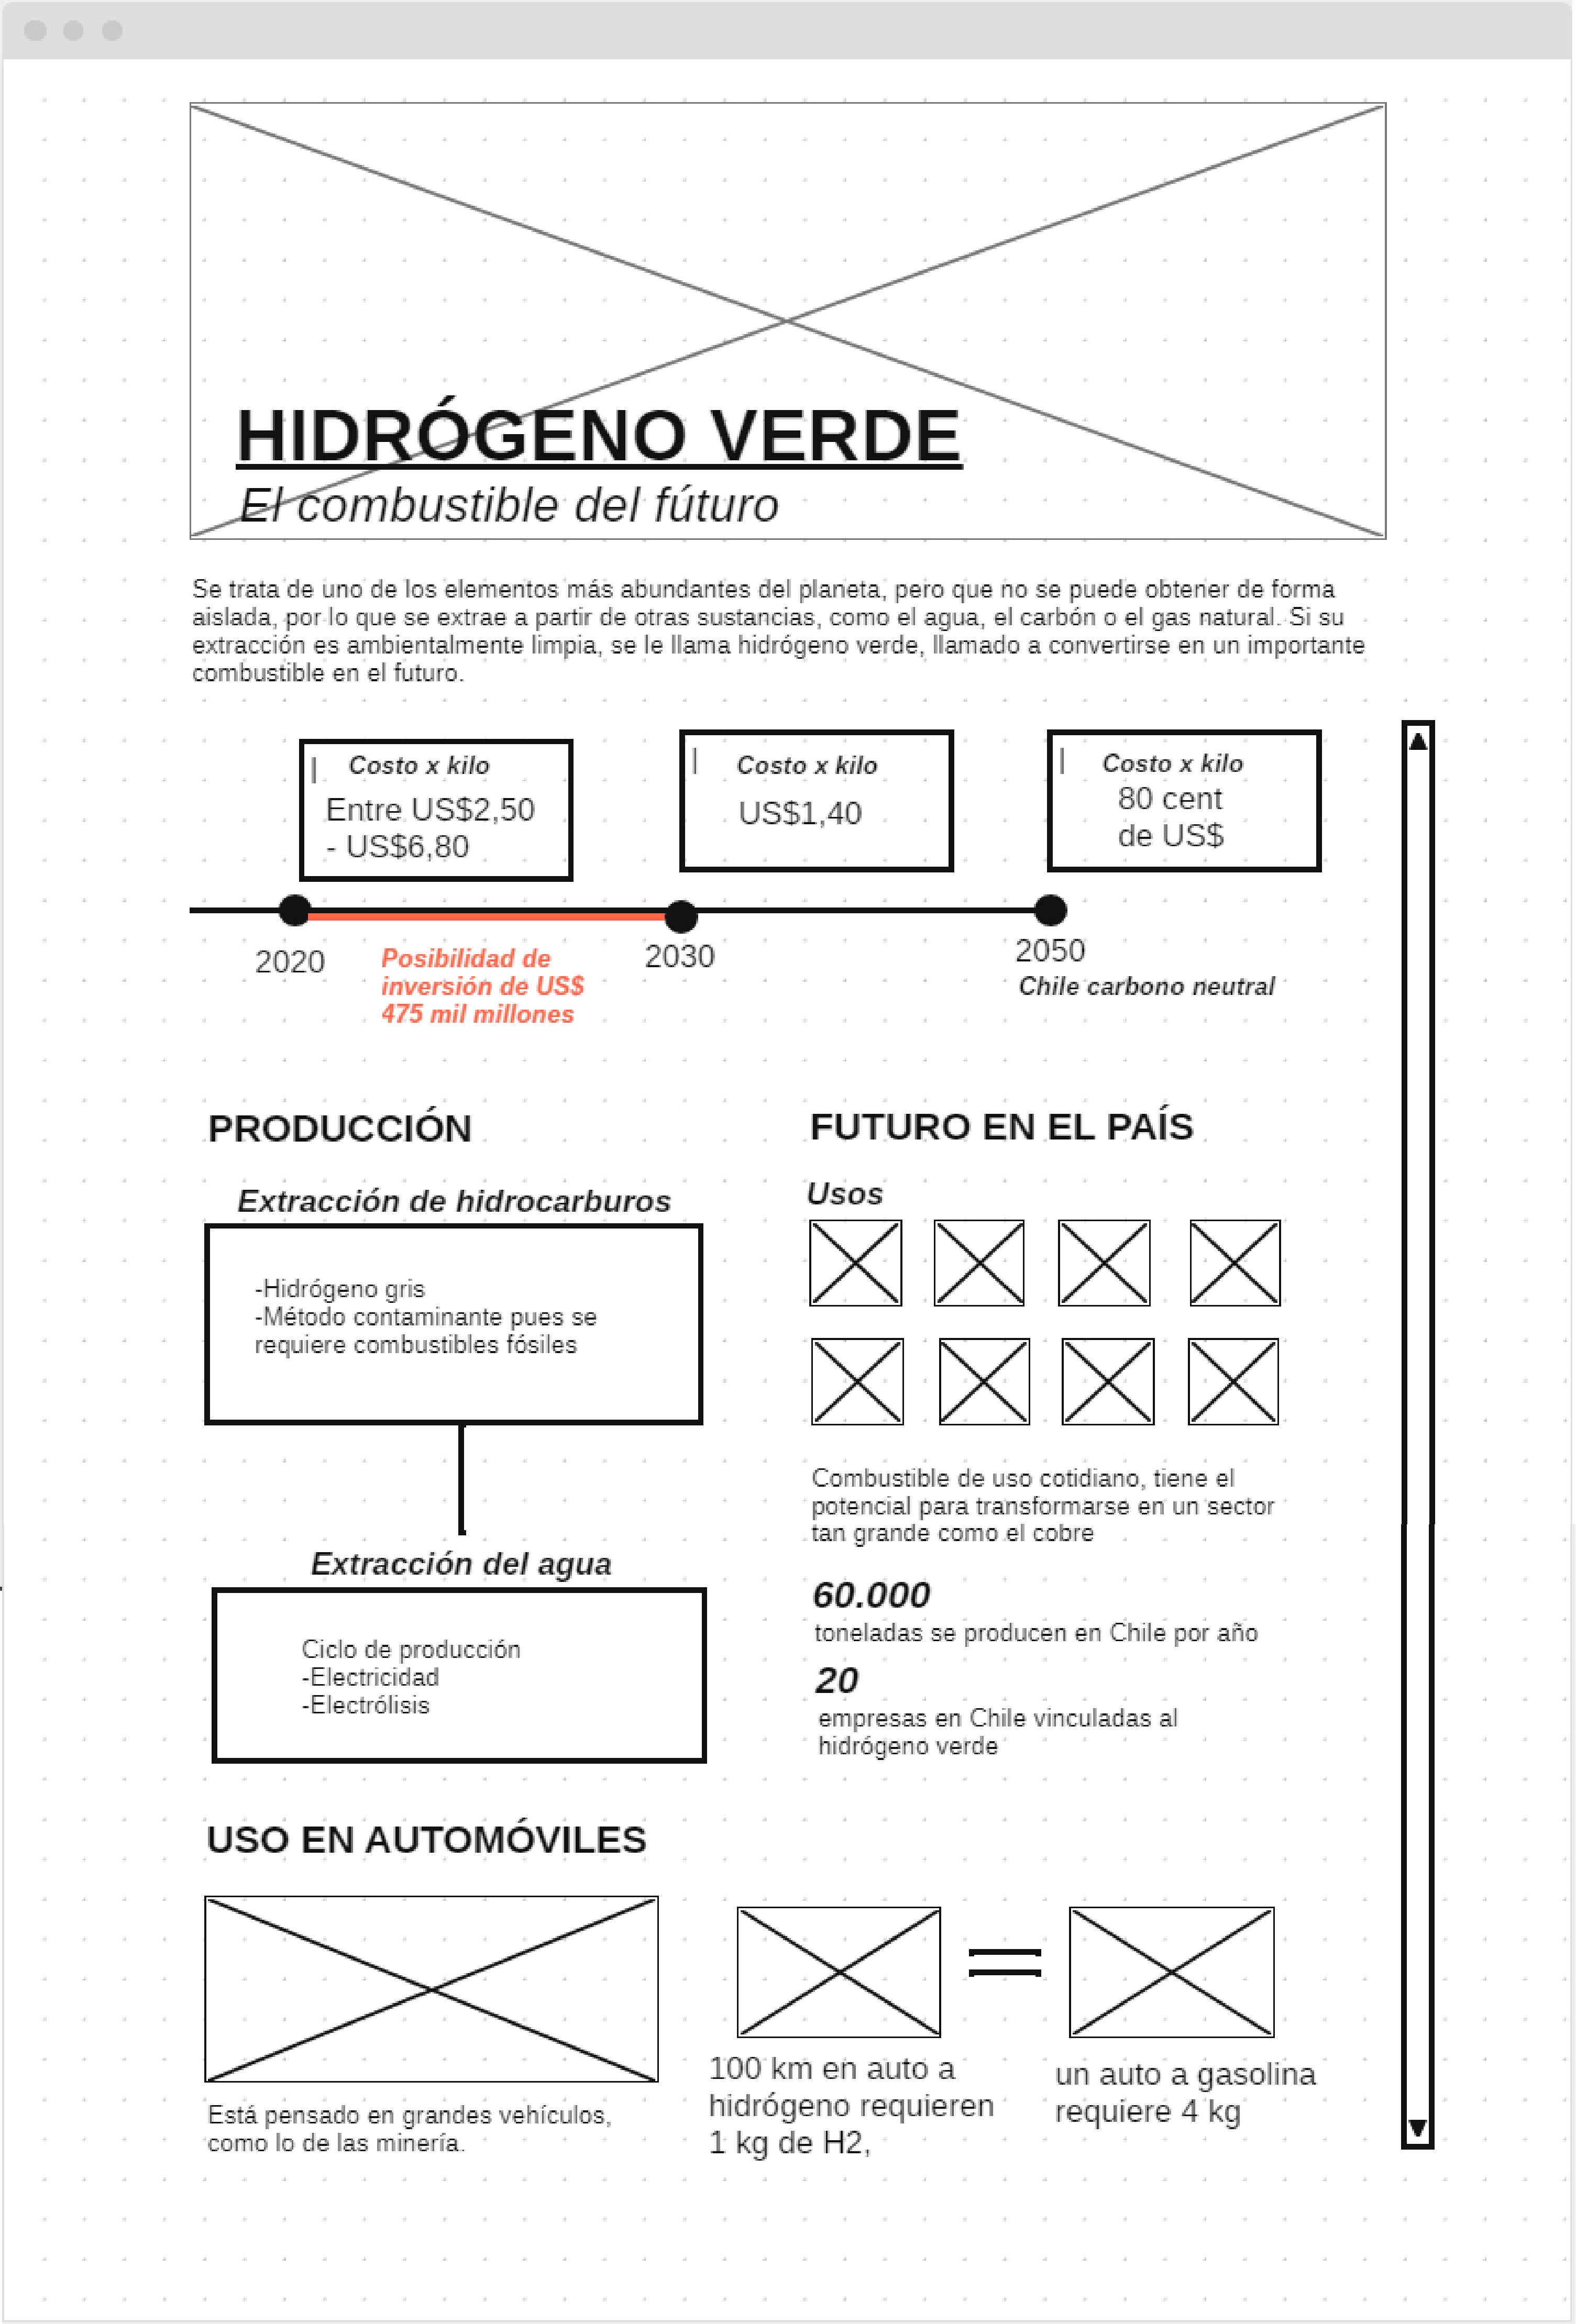 HIDRÓGENO VERDE
El combustible del fúturo
Se trata de uno de los elementos más abundantes del planeta, pero que no se puede obtener de forma
aislada, por lo que se extrae a partir de otras sustancias, como el agua, el carbón o el gas natural. Si su
extracción es ambientalmente limpia, se le llama hidrógeno verde, llamado a convertirse en un importante
combustible en el futuro.
Costo x kilo
Entre US$2,50
- US$6,80
Costo x kilo
US$1,40
Costo x kilo
80 cent
de US$
2020
Posibilidad de
inversión de US$
475 mil millones
2030
2050
Chile carbono neutral
PRODUCCIÓN
Extracción de hidrocarburos
-Hidrógeno gris
-Método contaminante pues se
requiere combustibles fósiles
Extracción del agua
Ciclo de producción
-Electricidad
-Electrólisis
FUTURO EN EL PAÍS
Usos
Combustible de uso cotidiano, tiene el
potencial para transformarse en un sector
tan grande como el cobre
60.000
toneladas se producen en Chile por año
20
empresas en Chile vinculadas al
hidrógeno verde
USO EN AUTOMÓVILES
Está pensado en grandes vehículos,
como lo de las minería.
100 km en auto a
hidrógeno requieren
1 kg de H2,
un auto a gasolina
requiere 4 kg